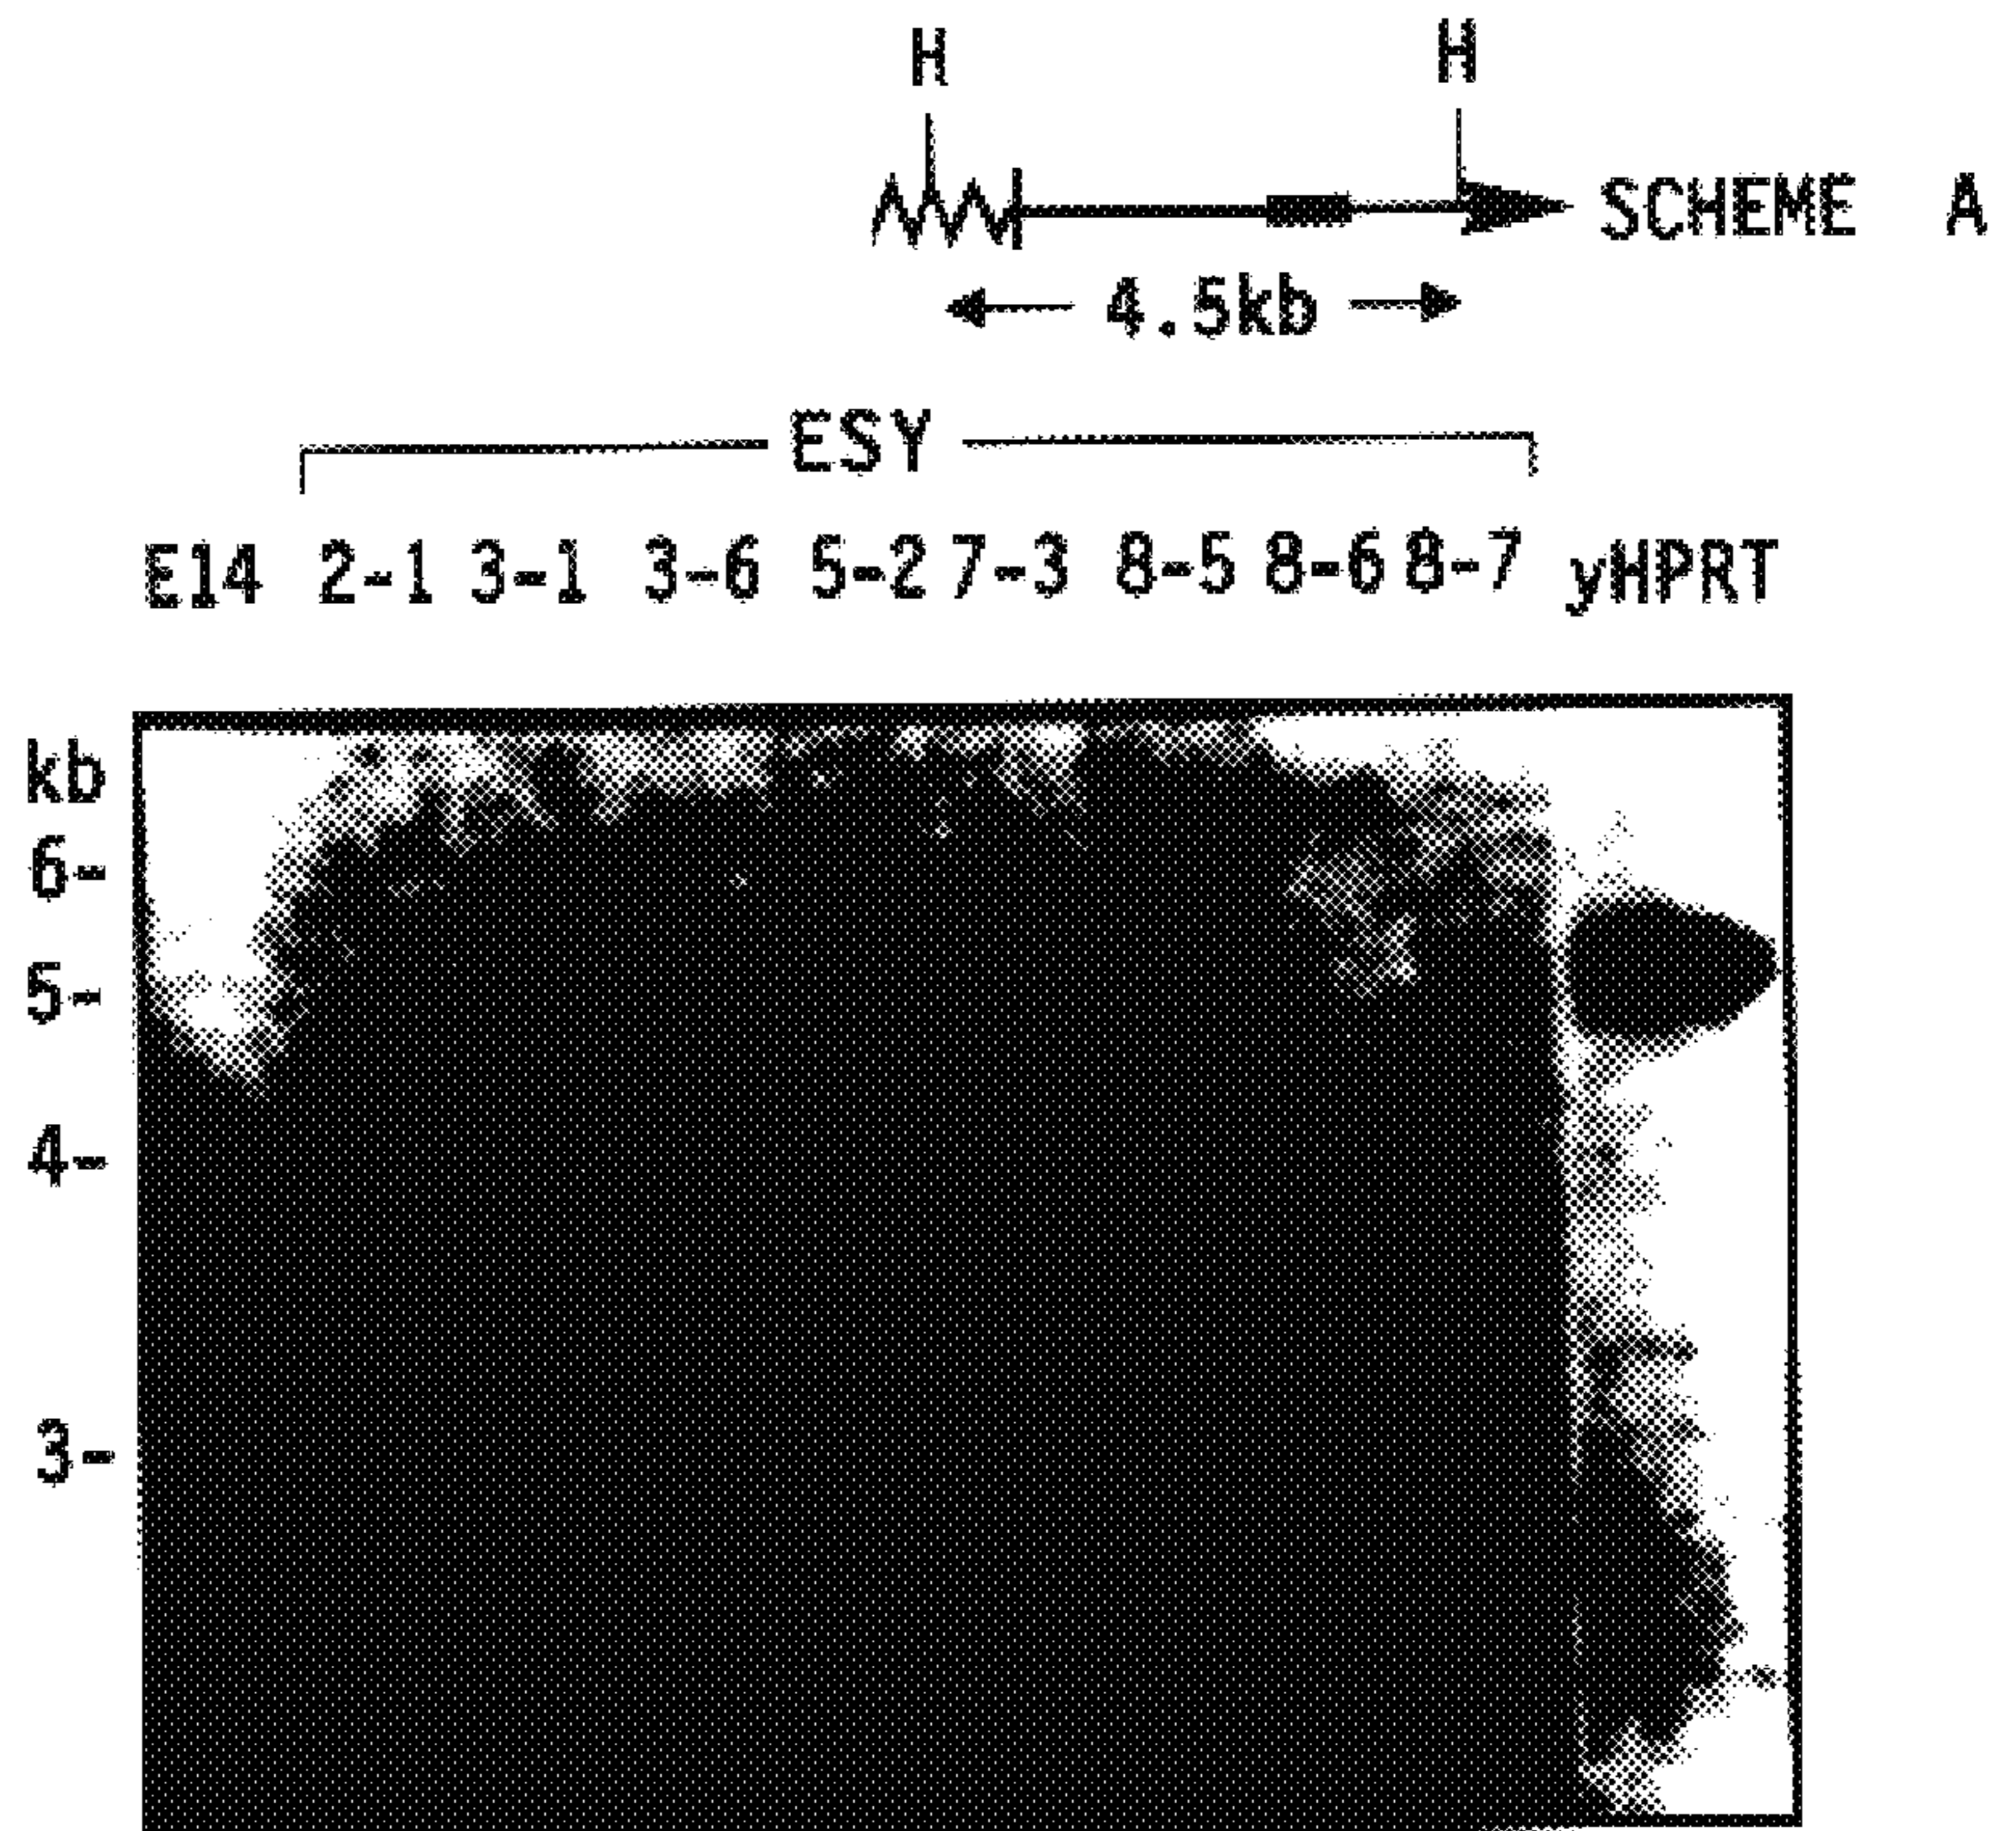 H H
SCHEME A
4.5kb
ESY
E14 2-1 3-1 3-6 5-2 7-3 8-5 8-6 8-7 yHPRT
kb
6-
5-
4-
3-